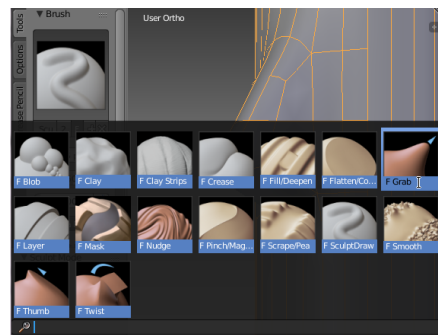 Brush
User Ortho
Tools
Options
se Pencil
F Blob
F Clay
F Clay Strips
F Crease
F Fill/Deepen
F Flatten/Co...
F Grab
F Layer
F Mask
F Nudge
F Pinch/Mag...
F Scrape/Pea
F SculptDraw
F Smooth
F Thumb
F Twist